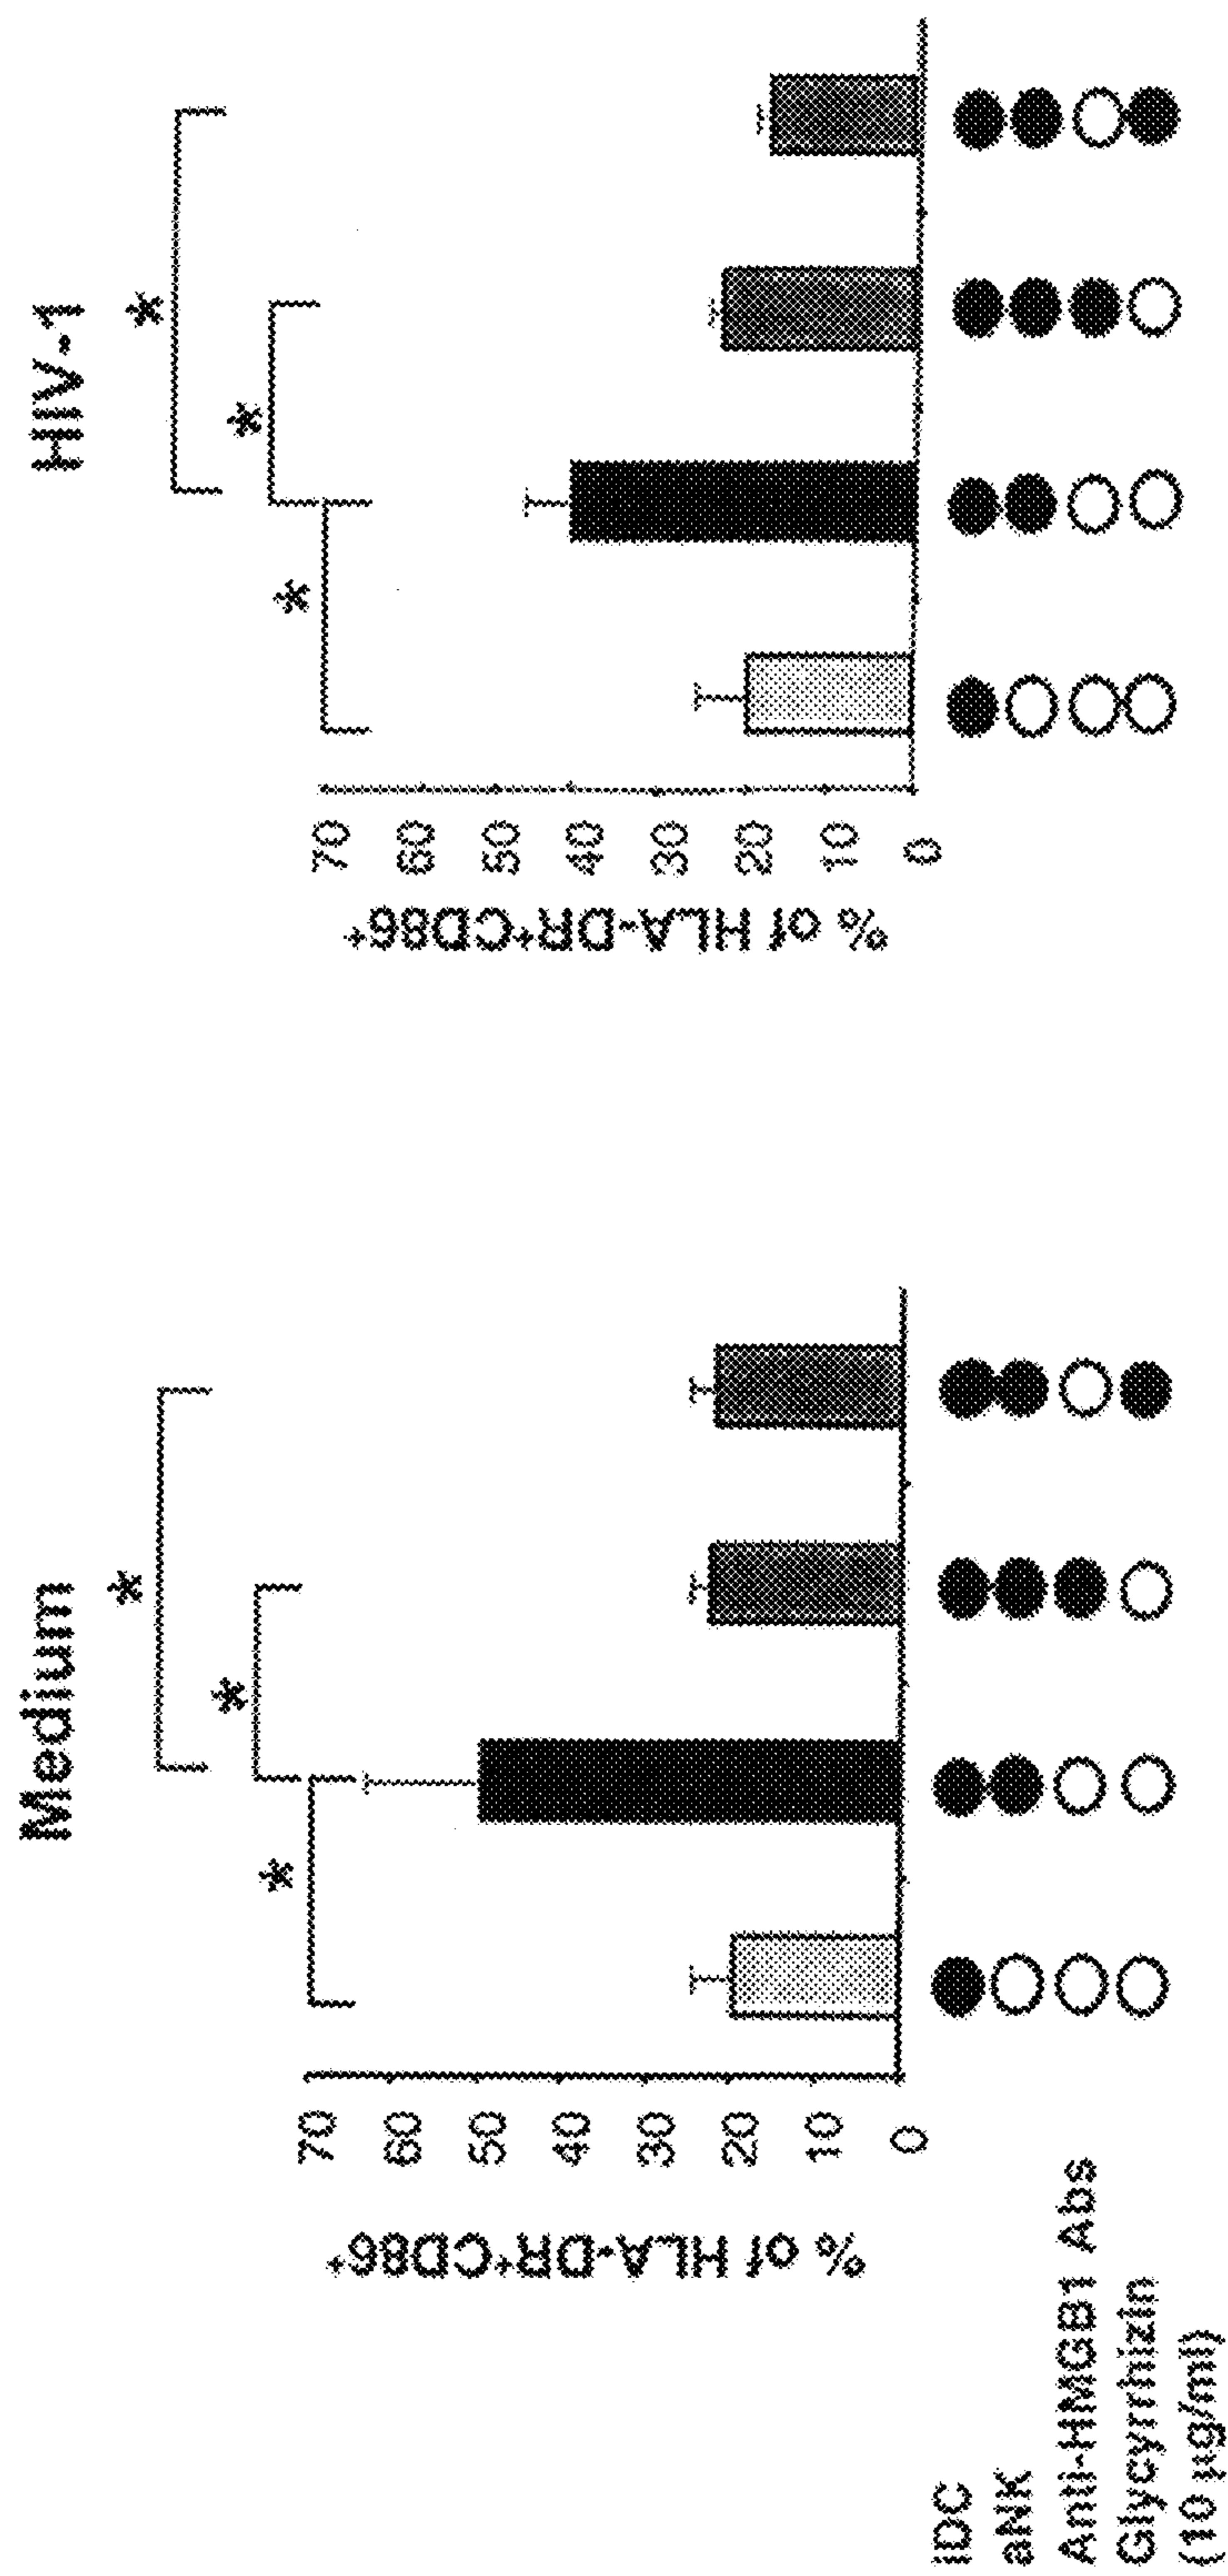 Medium
*
*
*
% of HLA-DR⁺CD86⁺
70
60
50
40
30
20
10
0
HIV-1
*
*
*
% of HLA-DR⁺CD86⁺
70
60
50
40
30
20
10
0
iDC
aNK
Anti-HMGB1 Abs
Glycyrrhizin
(10 µg/ml)